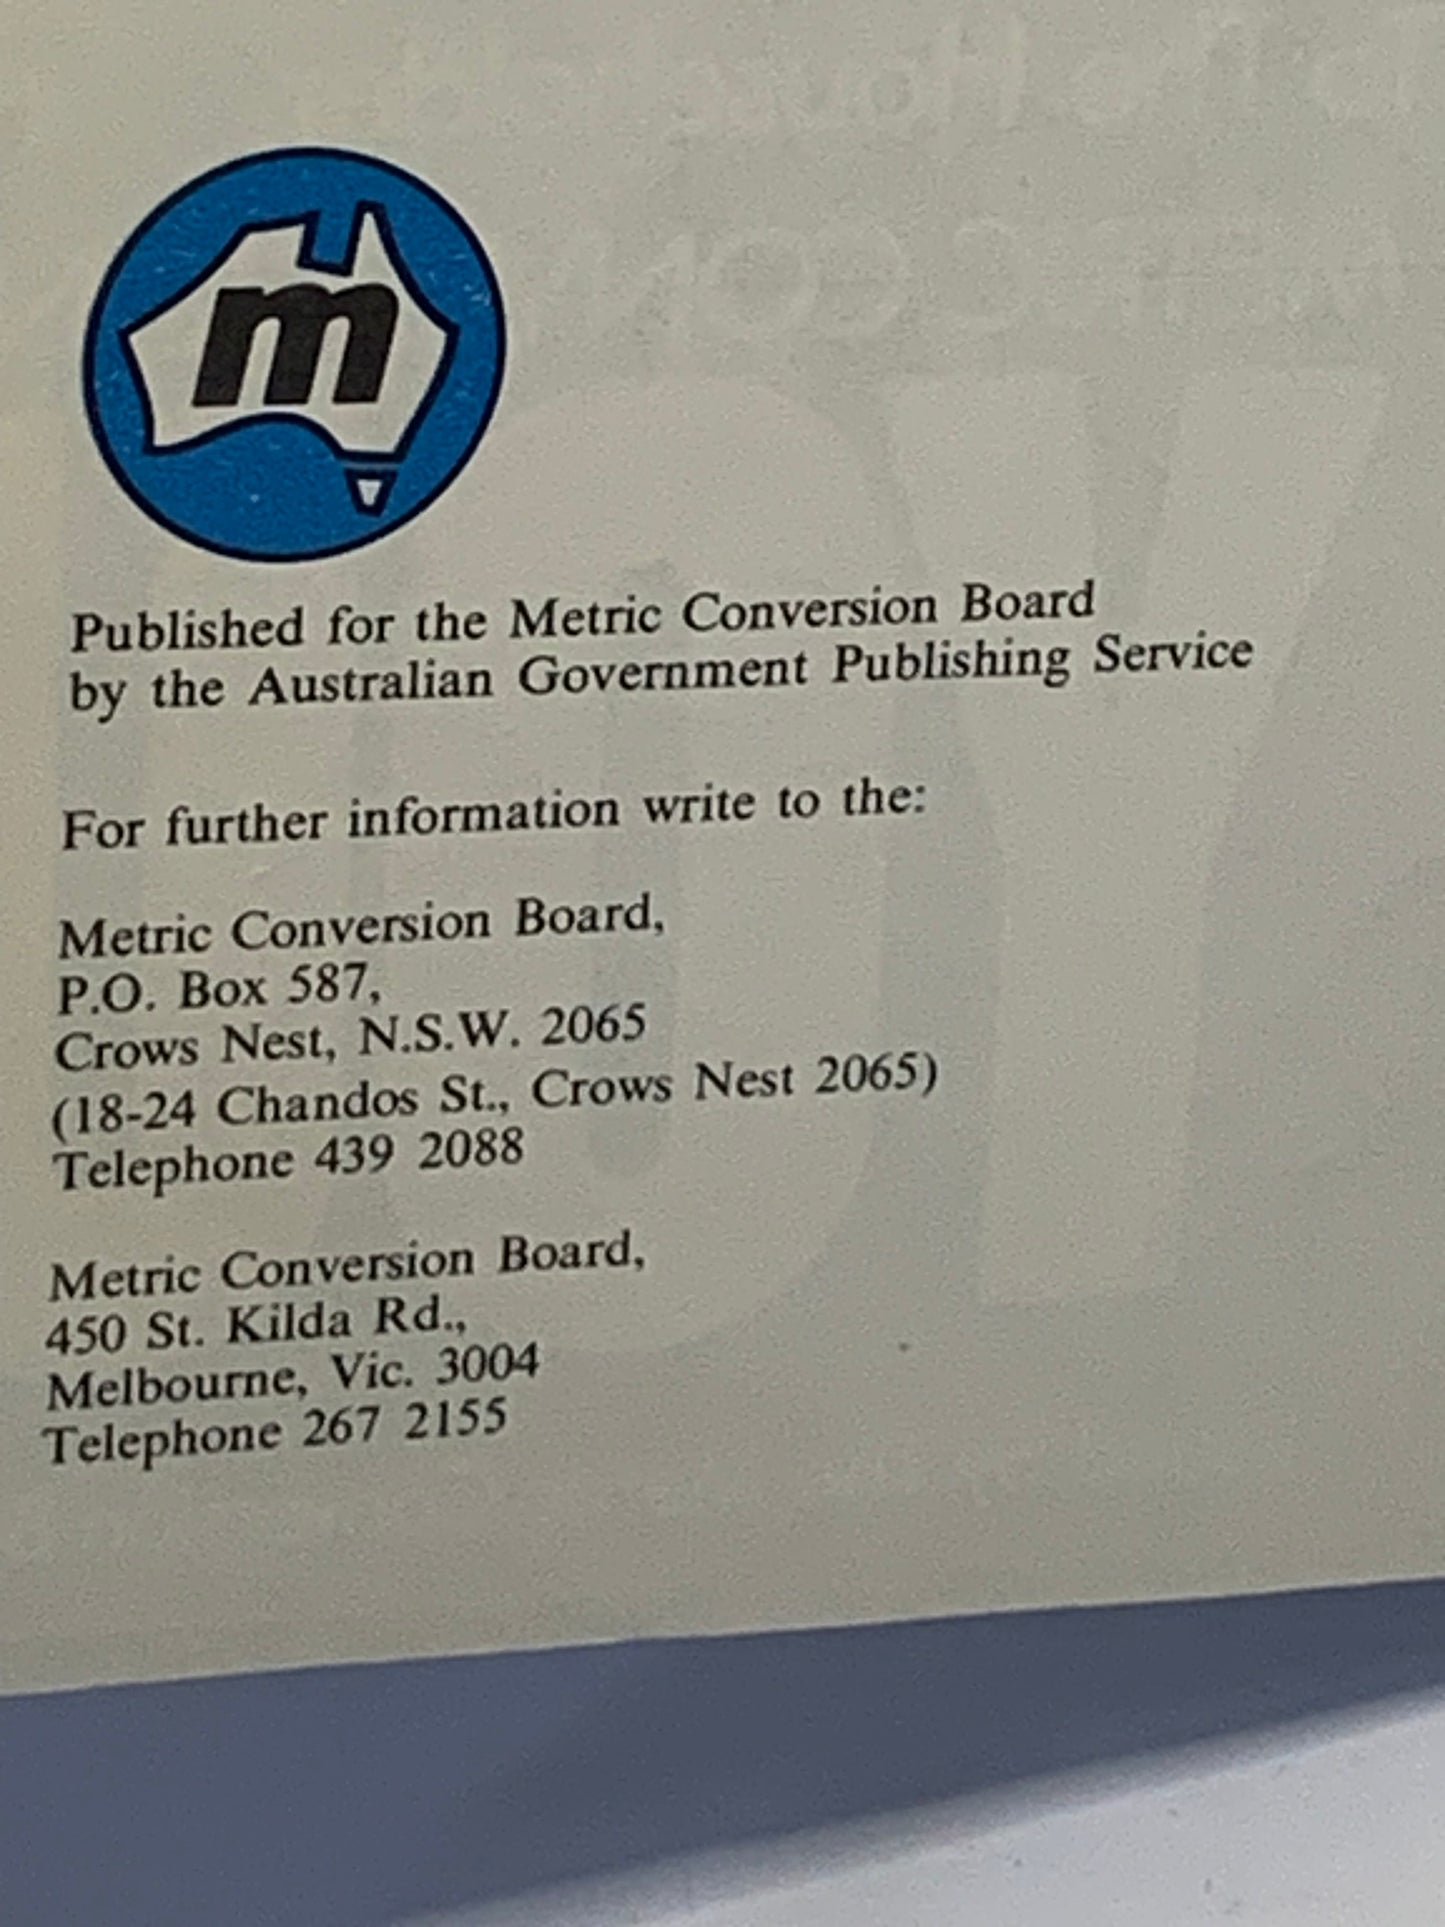 m
Published for the Metric Conversion Board
by the Australian Government Publishing Service
For further information write to the:
Metric Conversion Board,
P.O. Box 587,
Crows Nest, N.S.W. 2065
(18-24 Chandos St., Crows Nest 2065)
Telephone 439 2088
Metric Conversion Board,
450 St. Kilda Rd.,
Melbourne, Vic. 3004
Telephone 267 2155